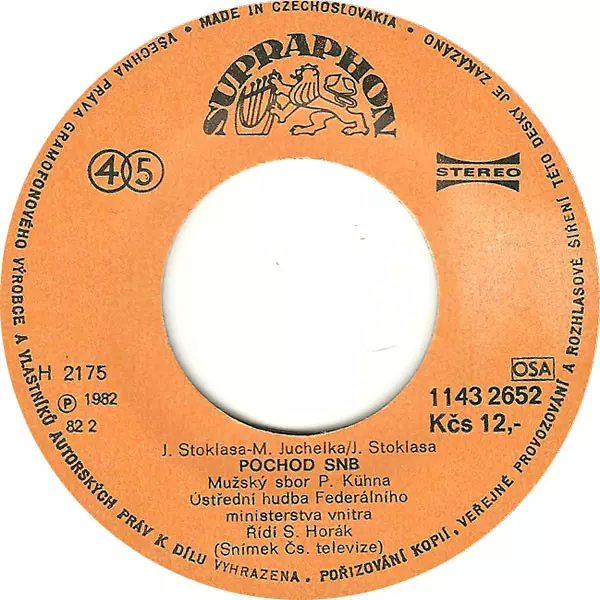 VŠECHNA PRÁVA GRAMOFONOVÉHO VÝROBCE A VLASTNÍKŮ AUTORSKÝCH PRÁV K DÍLU VYHRAZENA. POŘIZOVÁNÍ KOPIÍ, VEŘEJNÉ PROVOZOVÁNÍ A ROZHLASOVÉ ŠÍŘENÍ TÉTO DESKY JE ZAKÁZÁNO
• MADE IN CZECHOSLOVAKIA •
SUPRAPHON
45
STEREO
H 2175
Ⓟ 1982
82 2
OSA
1143 2652
Kčs 12,-
J. Stoklasa-M. Juchelka/J. Stoklasa
POCHOD SNB
Mužský sbor P. Kühna
Ústřední hudba Federálního
ministerstva vnitra
Řídí S. Horák
(Snímek Čs. televize)